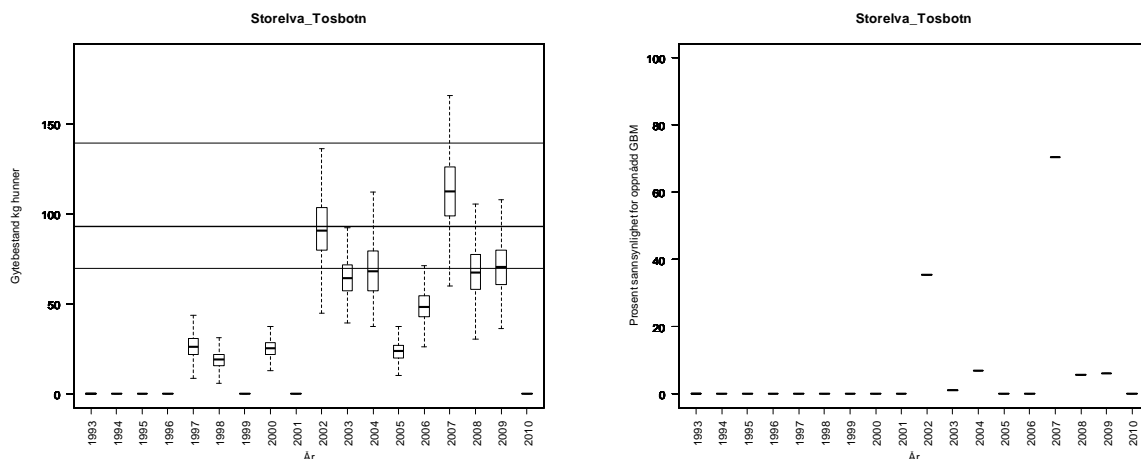 Storelva_Tosbotn
Gytebestand kg hunner
150
100
50
0
1993 1994 1995 1996 1997 1998 1999 2000 2001 2002 2003 2004 2005 2006 2007 2008 2009 2010
År
Storelva_Tosbotn
Prosent sannsynlighet for oppnådd GBM
100
80
60
40
20
0
1993 1994 1995 1996 1997 1998 1999 2000 2001 2002 2003 2004 2005 2006 2007 2008 2009 2010
År